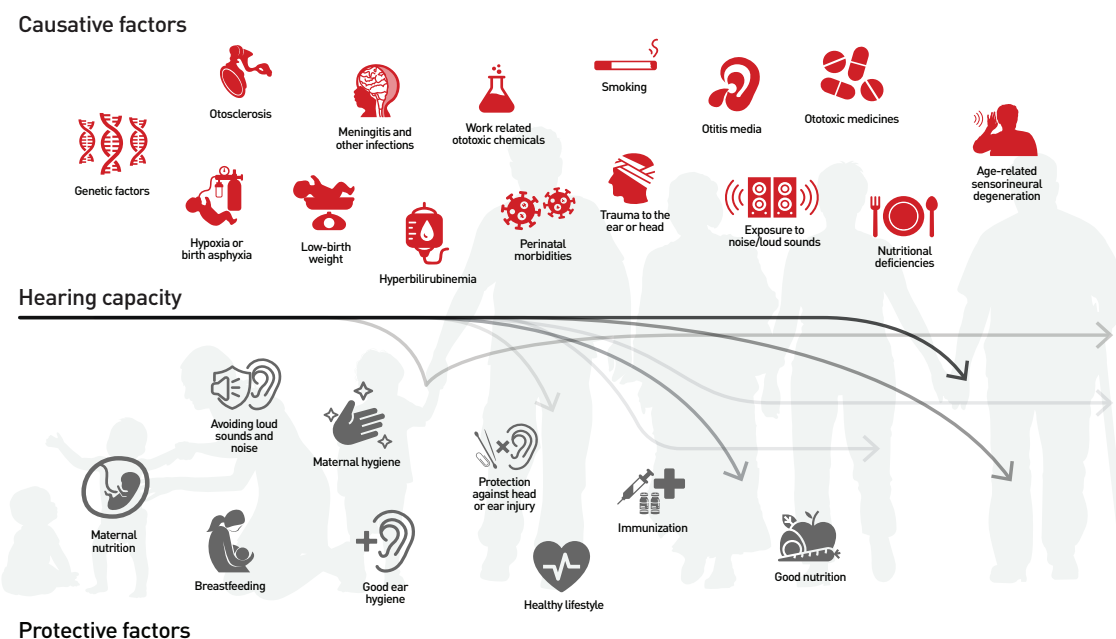 Causative factors
Otosclerosis
Meningitis and
other infections
Work related
ototoxic chemicals
Smoking
Otitis media
Ototoxic medicines
Genetic factors
Age-related
sensorineural
degeneration
Hypoxia or
birth asphyxia
Low-birth
weight
Hyperbilirubinemia
Perinatal
morbidities
Trauma to the
ear or head
Exposure to
noise/loud sounds
Nutritional
deficiencies
Hearing capacity
Avoiding loud
sounds and
noise
Maternal hygiene
Protection
against head
or ear injury
Immunization
Maternal
nutrition
Breastfeeding
Good ear
hygiene
Healthy lifestyle
Good nutrition
Protective factors